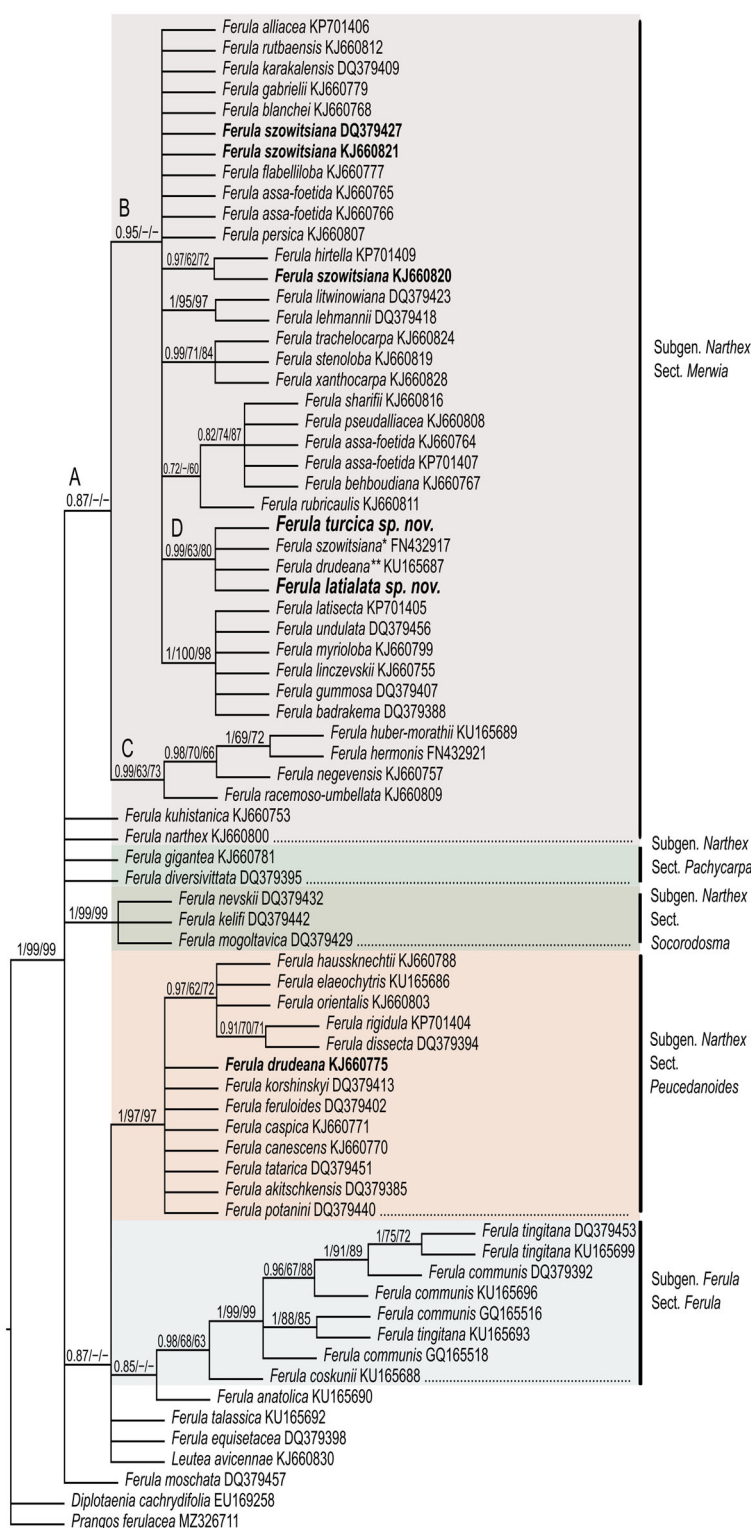 Ferula alliacea KP701406
Ferula rutbaensis KJ660812
Ferula karakalensis DQ379409
Ferula gabrielii KJ660779
Ferula blanchei KJ660768
Ferula szowitsiana DQ379427
Ferula szowitsiana KJ660821
Ferula flabelliloba KJ660777
Ferula assa-foetida KJ660765
Ferula assa-foetida KJ660766
B
0.95/−/−
Ferula persica KJ660807
Ferula hirtella KP701409
0.97/62/72
Ferula szowitsiana KJ660820
Ferula litwinowiana DQ379423
1/95/97
Ferula lehmannii DQ379418
Ferula trachelocarpa KJ660824
0.99/71/84
Ferula stenoloba KJ660819
Ferula xanthocarpa KJ660828
Subgen. Narthex
Sect. Merwia
Ferula sharifii KJ660816
Ferula pseudalliacea KJ660808
0.82/74/87
Ferula assa-foetida KJ660764
Ferula assa-foetida KP701407
0.72/−/60
Ferula behboudiana KJ660767
A
0.87/−/−
Ferula rubricaulis KJ660811
D
Ferula turcica sp. nov.
0.99/63/80
Ferula szowitsiana* FN432917
Ferula drudeana** KU165687
Ferula latialata sp. nov.
Ferula latisecta KP701405
Ferula undulata DQ379456
1/100/98
Ferula myrioloba KJ660799
Ferula linczevskii KJ660755
Ferula gummosa DQ379407
Ferula badrakema DQ379388
Ferula huber-morathii KU165689
1/69/72
C
0.98/70/66
Ferula hermonis FN432921
0.99/63/73
Ferula negevensis KJ660757
Ferula racemoso-umbellata KJ660809
Ferula kuhistanica KJ660753
Ferula narthex KJ660800
Subgen. Narthex
Sect. Pachycarpa
Ferula gigantea KJ660781
Ferula diversivittata DQ379395
Subgen. Narthex
Sect.
Socorodosma
Ferula nevskii DQ379432
1/99/99
Ferula kelifi DQ379442
Ferula mogoltavica DQ379429
1/99/99
Ferula haussknechtii KJ660788
0.97/62/72
Ferula elaeochytris KU165686
Ferula orientalis KJ660803
Ferula rigidula KP701404
0.91/70/71
Ferula dissecta DQ379394
Subgen. Narthex
Sect.
Peucedanoides
Ferula drudeana KJ660775
Ferula korshinskyi DQ379413
Ferula feruloides DQ379402
1/97/97
Ferula caspica KJ660771
Ferula canescens KJ660770
Ferula tatarica DQ379451
Ferula akitschkensis DQ379385
Ferula potanini DQ379440
Ferula tingitana DQ379453
1/75/72
Ferula tingitana KU165699
1/91/89
Ferula communis DQ379392
0.96/67/88
Ferula communis KU165696
Subgen. Ferula
Sect. Ferula
1/99/99
Ferula communis GQ165516
1/88/85
Ferula tingitana KU165693
0.98/68/63
Ferula communis GQ165518
0.87/−/−
0.85/−/−
Ferula coskunii KU165688
Ferula anatolica KU165690
Ferula talassica KU165692
Ferula equisetacea DQ379398
Leutea avicennae KJ660830
Ferula moschata DQ379457
Diplotaenia cachrydifolia EU169258
Prangos ferulacea MZ326711